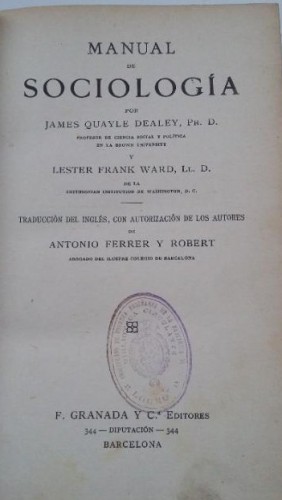 MANUAL
DE
SOCIOLOGÍA
POR
JAMES QUAYLE DEALEY, PH. D.
PROFESOR DE CIENCIA SOCIAL Y POLÍTICA
EN LA BROWN UNIVERSITY
Y
LESTER FRANK WARD, LL. D.
DE LA
SMITHSONIAN INSTITUTION DE WASHINGTON, D. C.
TRADUCCIÓN DEL INGLÉS, CON AUTORIZACIÓN DE LOS AUTORES
DE
ANTONIO FERRER Y ROBERT
ABOGADO DEL ILUSTRE COLEGIO DE BARCELONA
F. GRANADA Y C.ª EDITORES
344 — DIPUTACIÓN — 344
BARCELONA